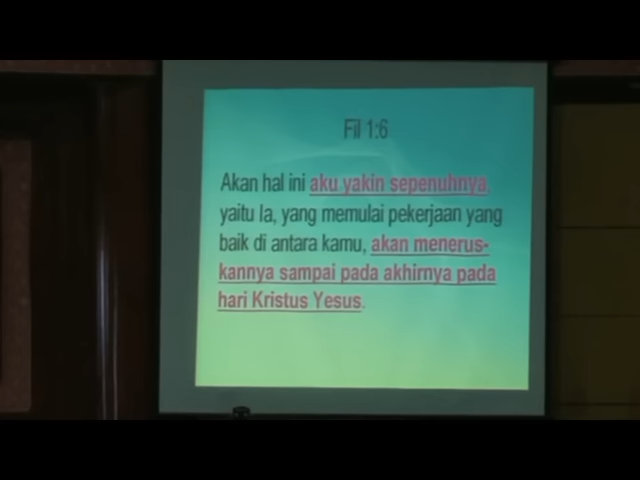 Fil 1:6
Akan hal ini aku yakin sepenuhnya,
yaitu Ia, yang memulai pekerjaan yang
baik di antara kamu, akan menerus-
kannya sampai pada akhirnya pada
hari Kristus Yesus.